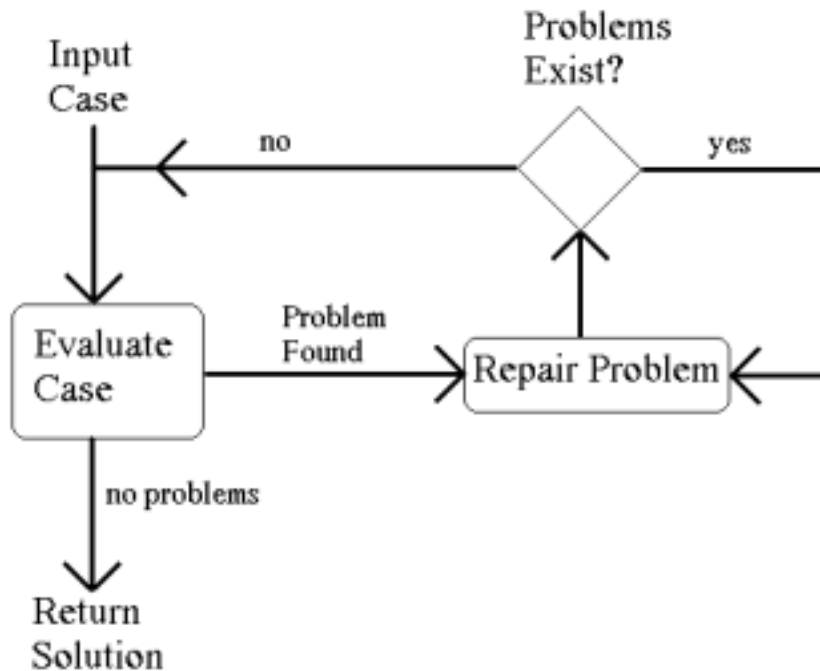 Problems
Exist?
Input
Case
no
yes
Problem
Found
Evaluate
Case
Repair Problem
no problems
Return
Solution